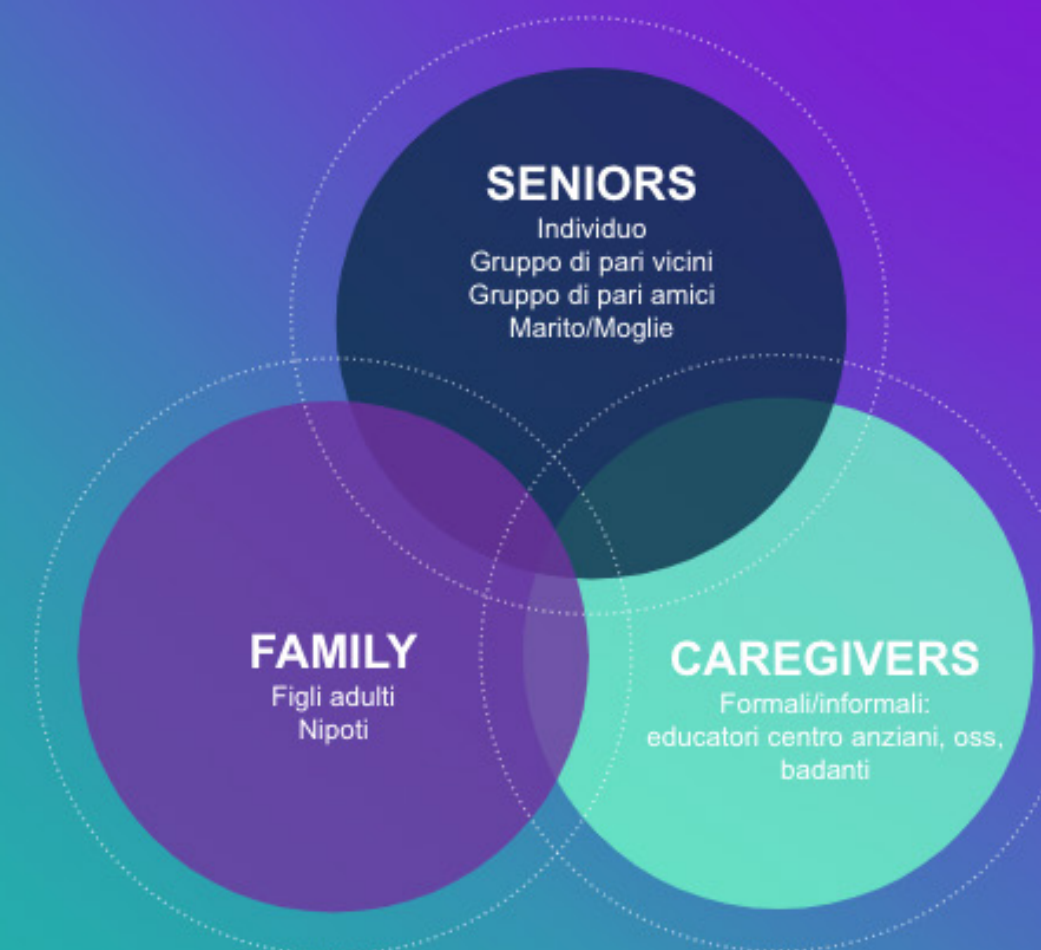 SENIORS
Individuo
Gruppo di pari vicini
Gruppo di pari amici
Marito/Moglie
FAMILY
Figli adulti
Nipoti
CAREGIVERS
Formali/informali:
educatori centro anziani, oss,
badanti